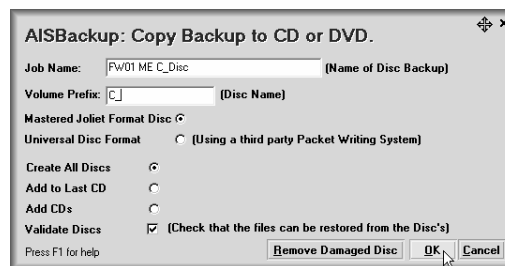 AISBackup: Copy Backup to CD or DVD.
Job Name: FW01 ME C_Disc (Name of Disc Backup)
Volume Prefix: C_ (Disc Name)
Mastered Joliet Format Disc
Universal Disc Format (Using a third party Packet Writing System)
Create All Discs
Add to Last CD
Add CDs
Validate Discs (Check that the files can be restored from the Disc's)
Press F1 for help Remove Damaged Disc OK Cancel